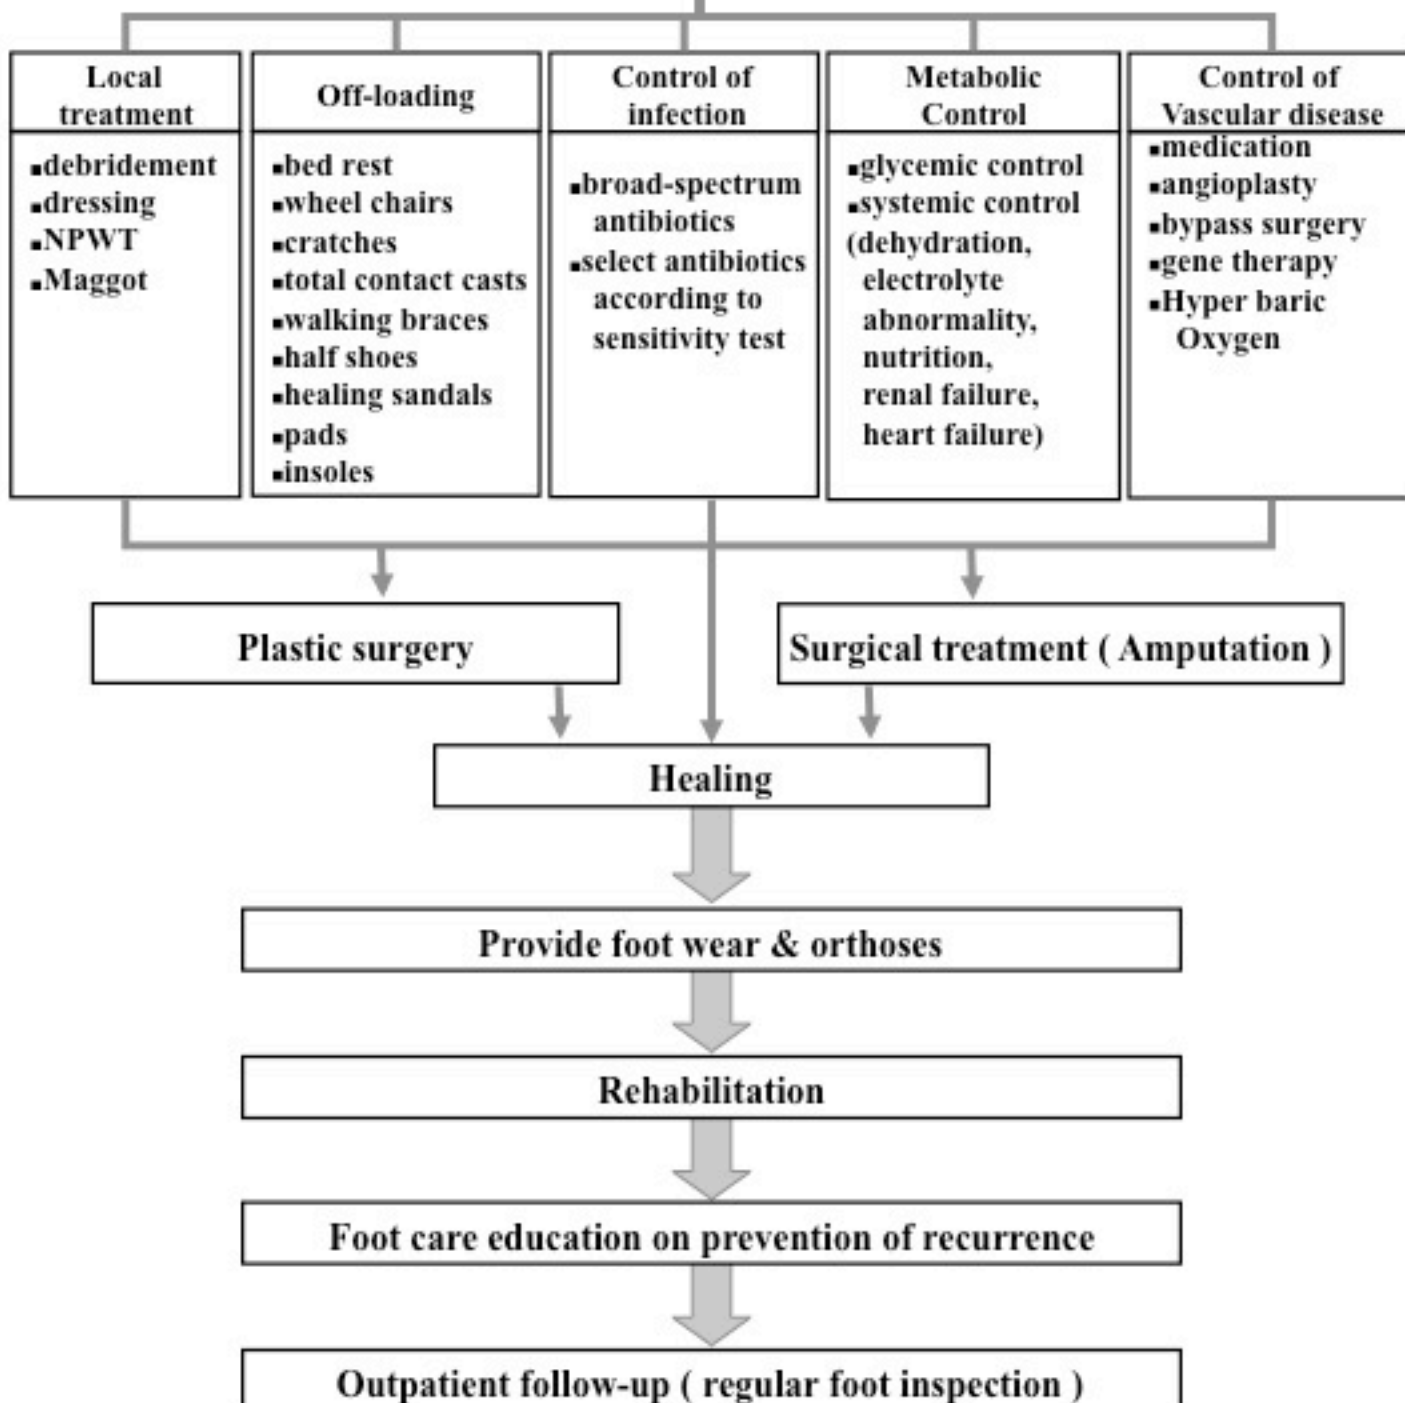 Local
treatment
▪debridement
▪dressing
▪NPWT
▪Maggot
Off-loading
▪bed rest
▪wheel chairs
▪cratches
▪total contact casts
▪walking braces
▪half shoes
▪healing sandals
▪pads
▪insoles
Control of
infection
▪broad-spectrum
antibiotics
▪select antibiotics
according to
sensitivity test
Metabolic
Control
▪glycemic control
▪systemic control
(dehydration,
electrolyte
abnormality,
nutrition,
renal failure,
heart failure)
Control of
Vascular disease
▪medication
▪angioplasty
▪bypass surgery
▪gene therapy
▪Hyper baric
Oxygen
Plastic surgery
Surgical treatment ( Amputation )
Healing
Provide foot wear & orthoses
Rehabilitation
Foot care education on prevention of recurrence
Outpatient follow-up ( regular foot inspection )